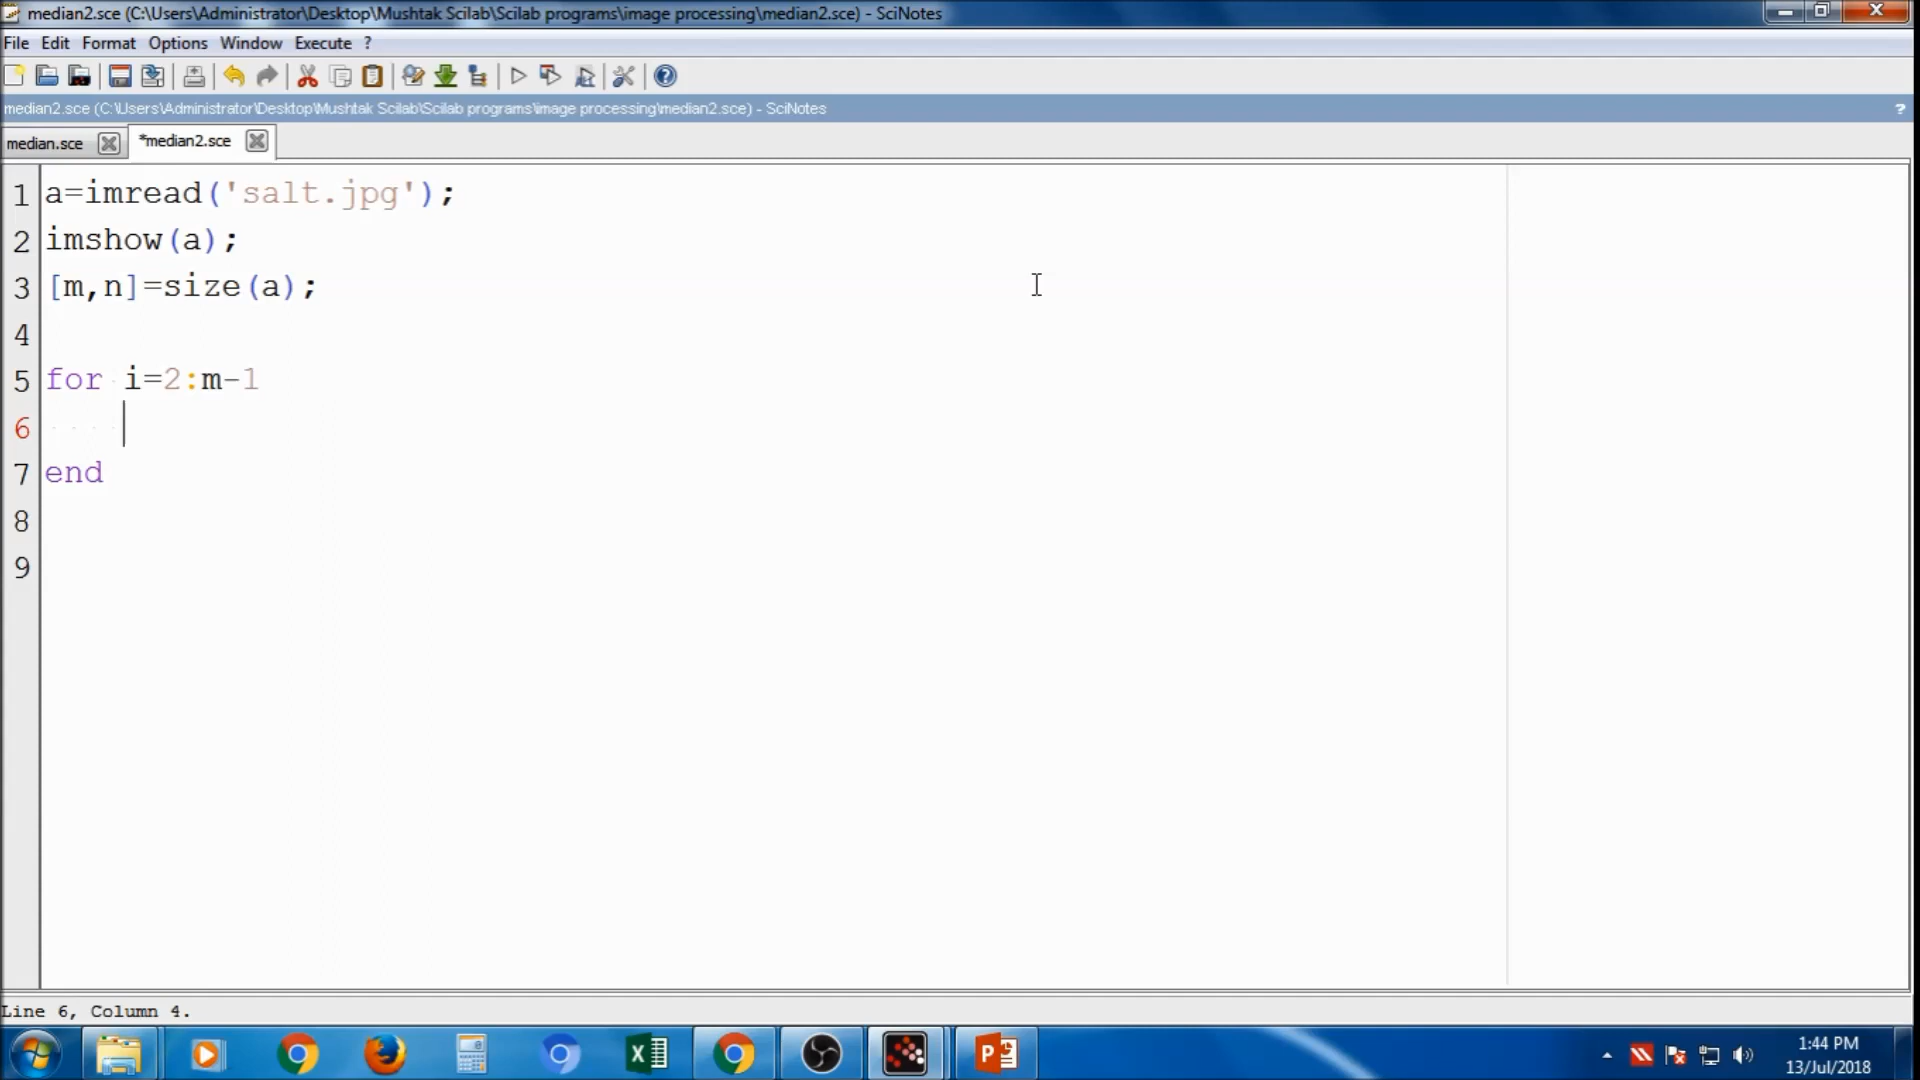 median2.sce (C:\Users\Administrator\Desktop\Mushtak Scilab\Scilab programs\image processing\median2.sce) - SciNotes
File Edit Format Options Window Execute ?
median2.sce (C:\Users\Administrator\Desktop\Mushtak Scilab\Scilab programs\image processing\median2.sce) - SciNotes ?
median.sce *median2.sce
1 a=imread('salt.jpg');
2 imshow(a);
3 [m,n]=size(a);
4
5 for i=2:m-1
6
7 end
8
9
Line 6, Column 4.
1:44 PM
13/Jul/2018